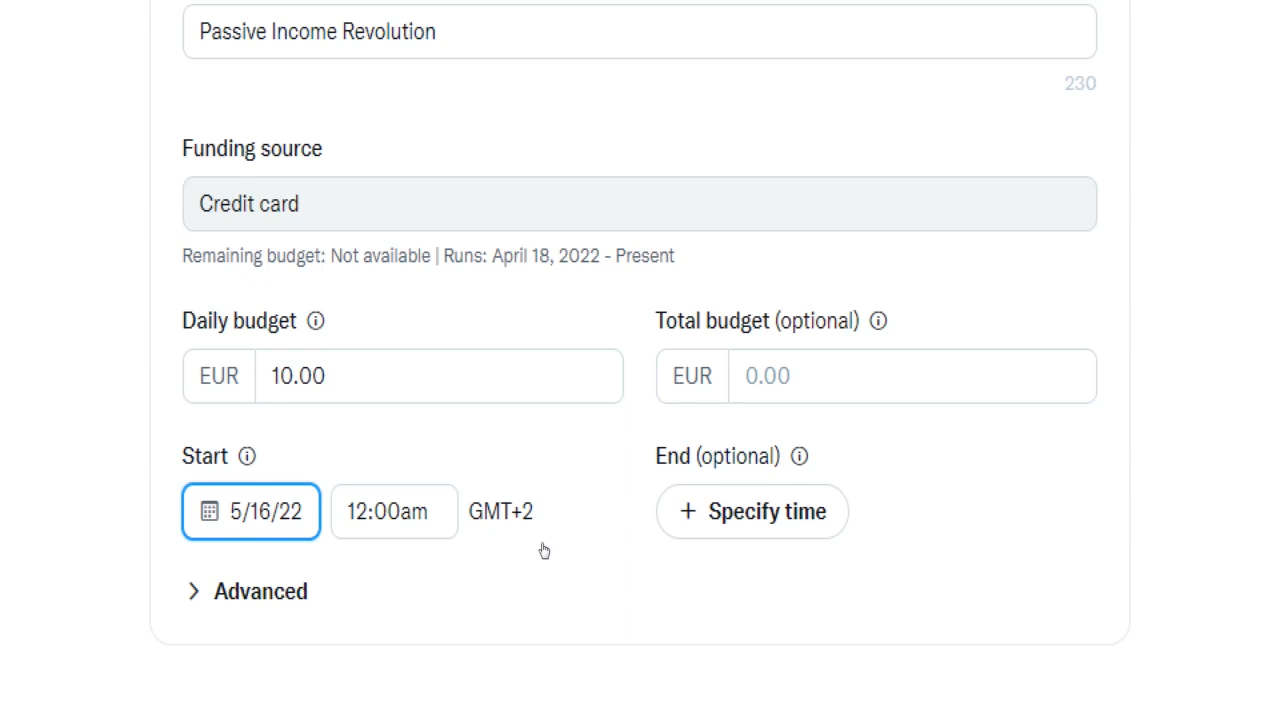 Passive Income Revolution
230
Funding source
Credit card
Remaining budget: Not available | Runs: April 18, 2022 - Present
Daily budget
Total budget (optional)
EUR 10.00
EUR 0.00
Start
End (optional)
5/16/22 12:00am GMT+2
+ Specify time
Advanced